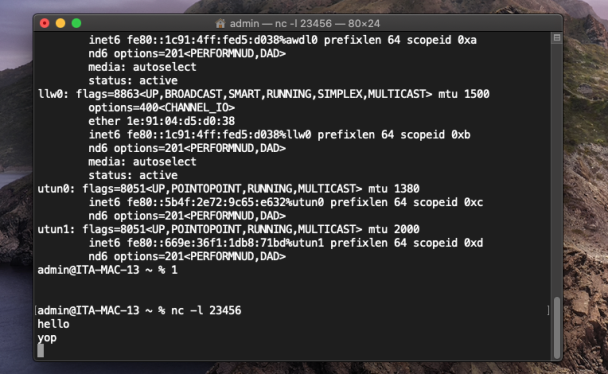 admin — nc -l 23456 — 80×24
inet6 fe80::1c91:4ff:fed5:d038%awdl0 prefixlen 64 scopeid 0xa
nd6 options=201<PERFORMNUD,DAD>
media: autoselect
status: active
llw0: flags=8863<UP,BROADCAST,SMART,RUNNING,SIMPLEX,MULTICAST> mtu 1500
options=400<CHANNEL_IO>
ether 1e:91:04:d5:d0:38
inet6 fe80::1c91:4ff:fed5:d038%llw0 prefixlen 64 scopeid 0xb
nd6 options=201<PERFORMNUD,DAD>
media: autoselect
status: active
utun0: flags=8051<UP,POINTOPOINT,RUNNING,MULTICAST> mtu 1380
inet6 fe80::5b4f:2e72:9c65:e632%utun0 prefixlen 64 scopeid 0xc
nd6 options=201<PERFORMNUD,DAD>
utun1: flags=8051<UP,POINTOPOINT,RUNNING,MULTICAST> mtu 2000
inet6 fe80::669e:36f1:1db8:71bd%utun1 prefixlen 64 scopeid 0xd
nd6 options=201<PERFORMNUD,DAD>
admin@ITA-MAC-13 ~ % 1
[admin@ITA-MAC-13 ~ % nc -l 23456 ]
hello
yop